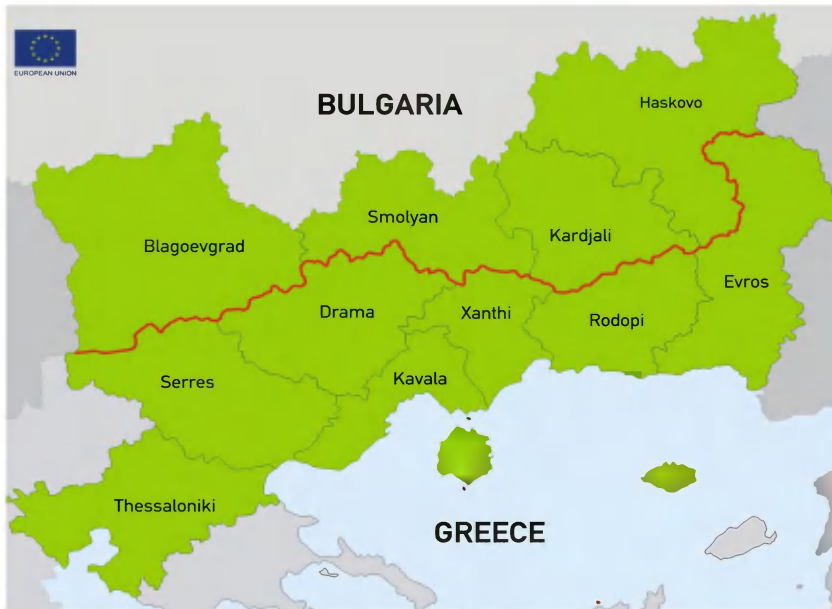 EUROPEAN UNION
BULGARIA
Haskovo
Smolyan
Blagoevgrad
Kardjali
Evros
Drama
Xanthi
Rodopi
Serres
Kavala
Thessaloniki
GREECE